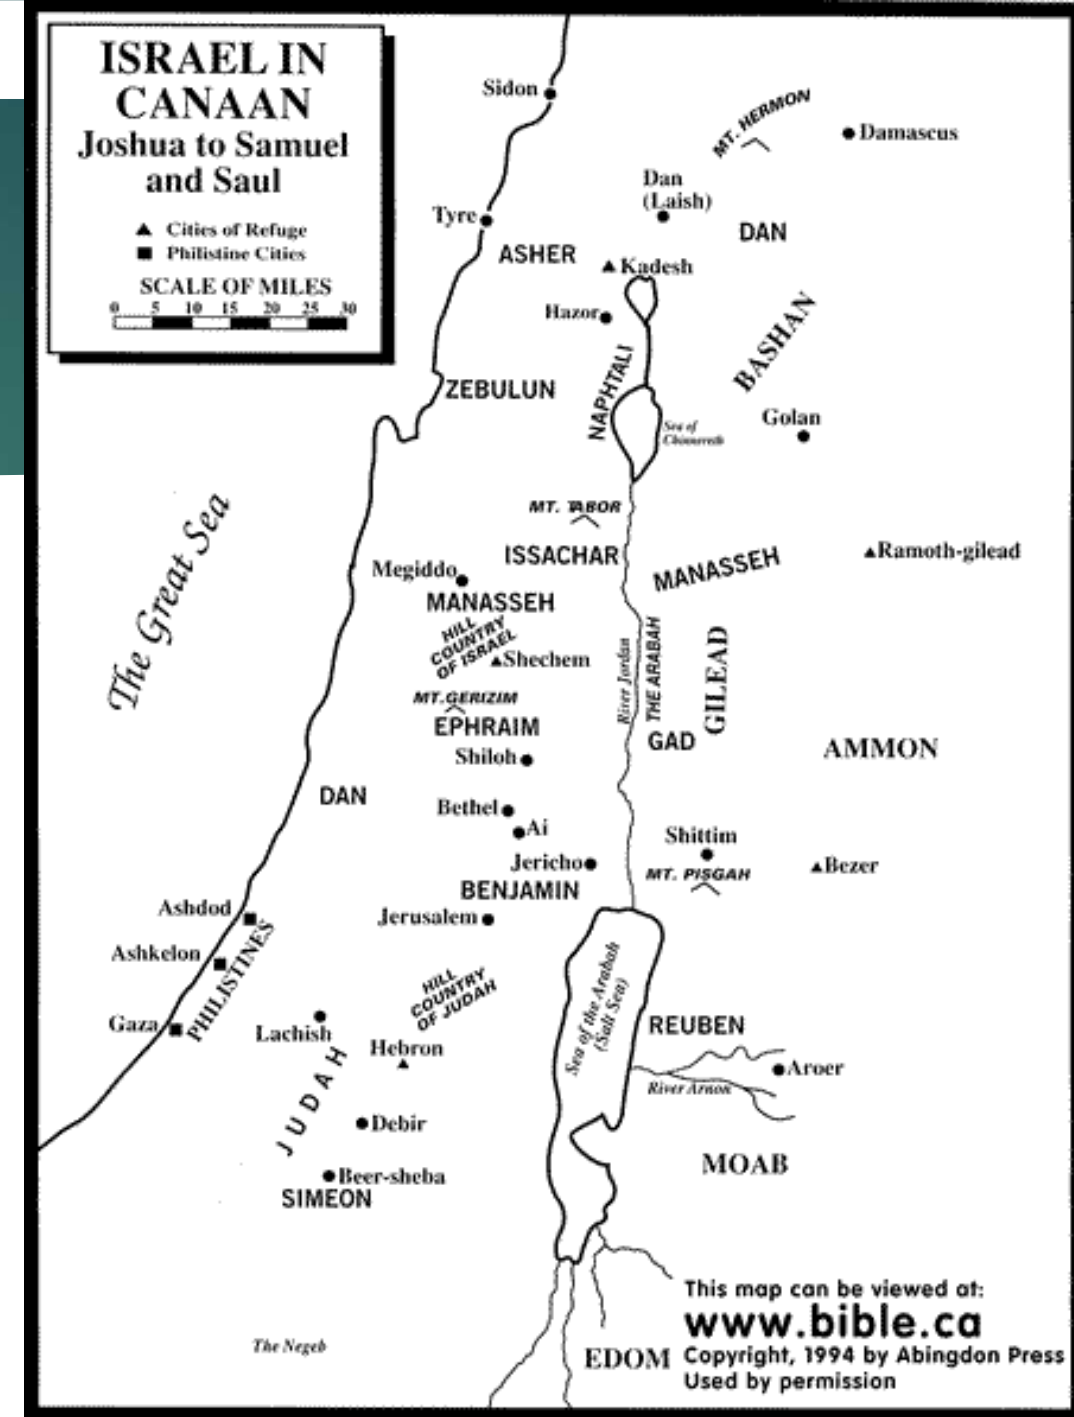 ISRAEL IN
CANAAN
Joshua to Samuel
and Saul
Cities of Refuge
Philistine Cities
SCALE OF MILES
0 5 10 15 20 25 30
Sidon
MT. HERMON
Damascus
Dan
(Laish)
Tyre
DAN
ASHER
Kadesh
Hazor
BASHAN
NAPHTALI
ZEBULUN
Golan
Sea of
Chinnereth
The Great Sea
MT. TABOR
ISSACHAR
Ramoth-gilead
MANASSEH
Megiddo
MANASSEH
HILL
COUNTRY
OF ISRAEL
Shechem
River Jordan
THE ARABAH
GILEAD
MT. GERIZIM
EPHRAIM
GAD
AMMON
Shiloh
DAN
Bethel
Ai
Shittim
Jericho
Bezer
MT. PISGAH
BENJAMIN
Ashdod
Jerusalem
Ashkelon
PHILISTINES
HILL
COUNTRY
OF JUDAH
Sea of the Arabah
(Salt Sea)
Gaza
Lachish
REUBEN
Hebron
Aroer
River Arnon
JUDAH
Debir
MOAB
Beer-sheba
SIMEON
The Negeb
EDOM
This map can be viewed at:
www.bible.ca
Copyright, 1994 by Abingdon Press
Used by permission